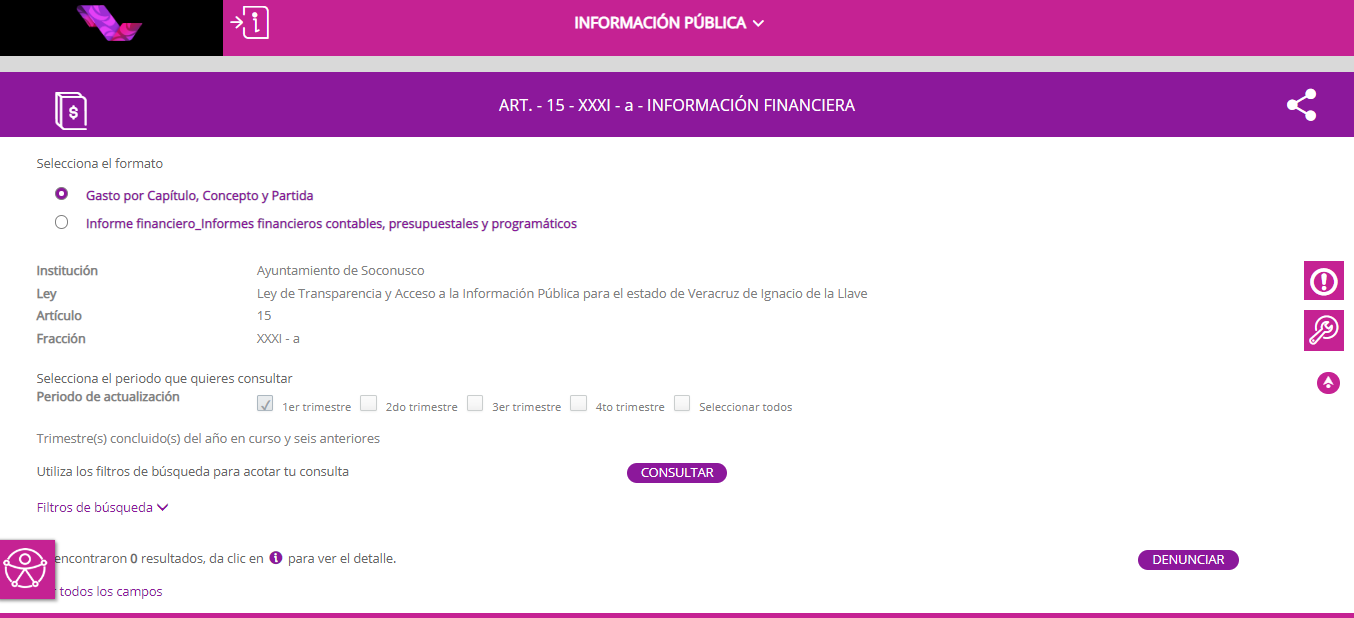 INFORMACIÓN PÚBLICA
ART. - 15 - XXXI - a - INFORMACIÓN FINANCIERA
Selecciona el formato
Gasto por Capítulo, Concepto y Partida
Informe financiero_Informes financieros contables, presupuestales y programáticos
Institución Ayuntamiento de Soconusco
Ley Ley de Transparencia y Acceso a la Información Pública para el estado de Veracruz de Ignacio de la Llave
Artículo 15
Fracción XXXI - a
Selecciona el periodo que quieres consultar
Periodo de actualización
1er trimestre 2do trimestre 3er trimestre 4to trimestre Seleccionar todos
Trimestre(s) concluido(s) del año en curso y seis anteriores
Utiliza los filtros de búsqueda para acotar tu consulta CONSULTAR
Filtros de búsqueda
encontraron 0 resultados, da clic en i para ver el detalle. DENUNCIAR
todos los campos